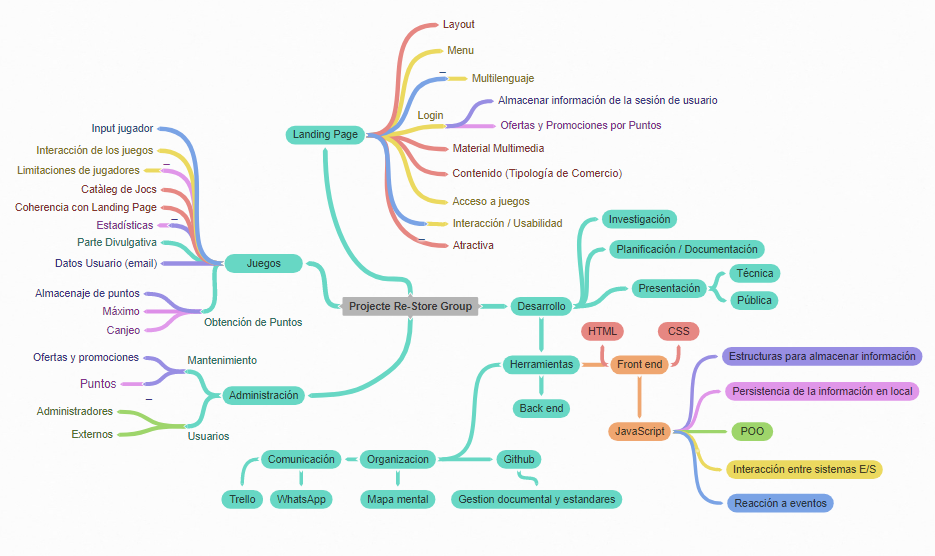 Layout
Menu
Multilenguaje
Almacenar información de la sesión de usuario
Login
Ofertas y Promociones por Puntos
Landing Page
Material Multimedia
Contenido (Tipología de Comercio)
Acceso a juegos
Interacción / Usabilidad
Atractiva
Input jugador
Interacción de los juegos
Limitaciones de jugadores
Catàleg de Jocs
Coherencia con Landing Page
Estadísticas
Parte Divulgativa
Datos Usuario (email)
Juegos
Almacenaje de puntos
Máximo
Canjeo
Obtención de Puntos
Projecte Re-Store Group
Desarrollo
Investigación
Planificación / Documentación
Presentación
Técnica
Pública
Ofertas y promociones
Puntos
Mantenimiento
Administración
Administradores
Externos
Usuarios
HTML
CSS
Herramientas
Front end
Back end
JavaScript
Estructuras para almacenar información
Persistencia de la información en local
POO
Interacción entre sistemas E/S
Reacción a eventos
Comunicación
Organizacion
Github
Trello
WhatsApp
Mapa mental
Gestion documental y estandares